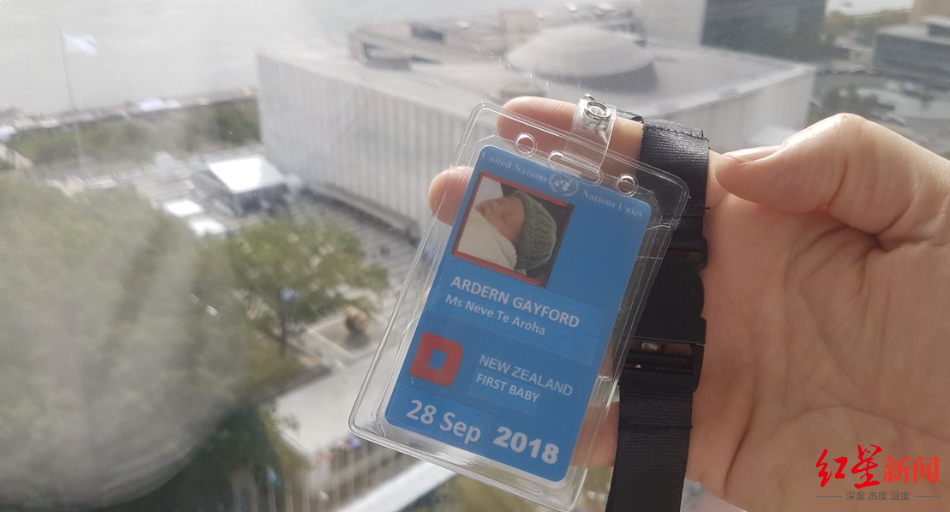 United Nations Nations Unies
ARDERN GAYFORD
Ms Neve Te Aroha
NEW ZEALAND
FIRST BABY
28 Sep 2018
红星新闻
深度 态度 温度